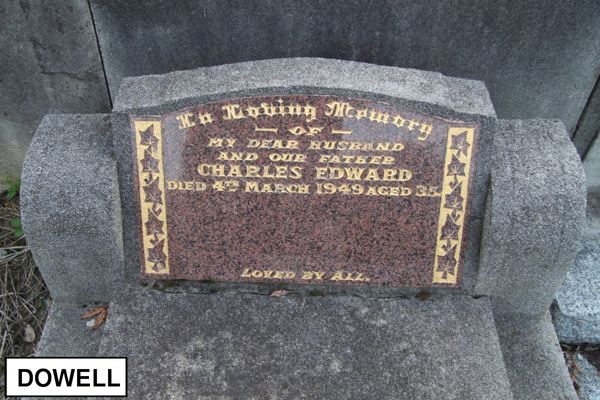 In Loving Memory
— OF —
MY DEAR HUSBAND
AND OUR FATHER
CHARLES EDWARD
DIED 4TH MARCH 1949 AGED 35.
LOVED BY ALL.
DOWELL